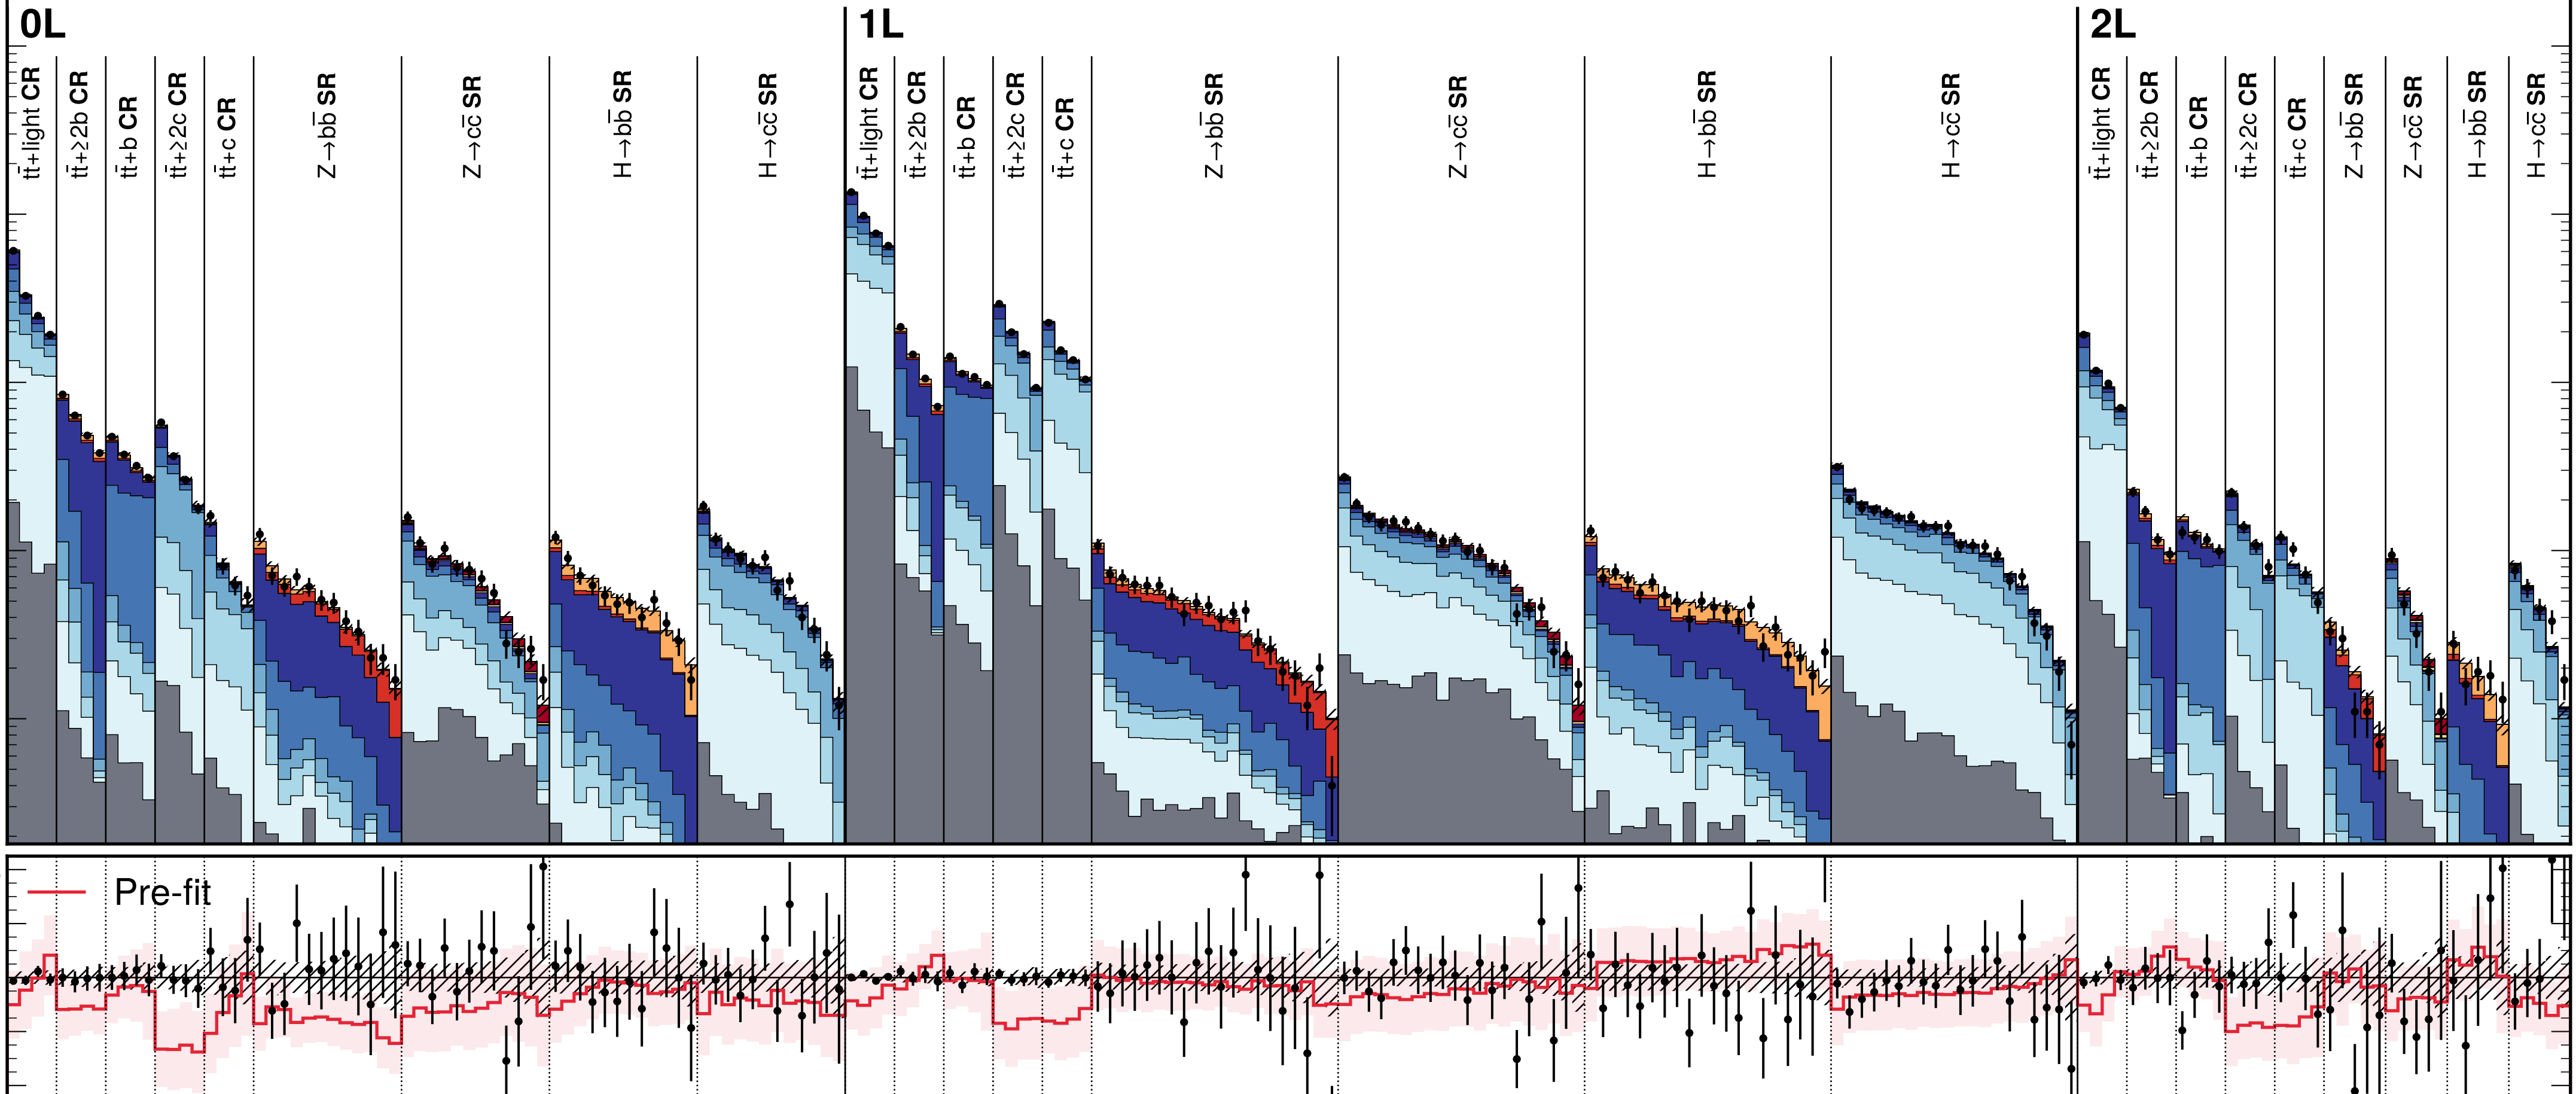 0L
1L
2L
tt̄+light CR
tt̄+≥2b CR
tt̄+b CR
tt̄+≥2c CR
tt̄+c CR
Z→bb̄ SR
Z→cc̄ SR
H→bb̄ SR
H→cc̄ SR
tt̄+light CR
tt̄+≥2b CR
tt̄+b CR
tt̄+≥2c CR
tt̄+c CR
Z→bb̄ SR
Z→cc̄ SR
H→bb̄ SR
H→cc̄ SR
tt̄+light CR
tt̄+≥2b CR
tt̄+b CR
tt̄+≥2c CR
tt̄+c CR
Z→bb̄ SR
Z→cc̄ SR
H→bb̄ SR
H→cc̄ SR
Pre-fit